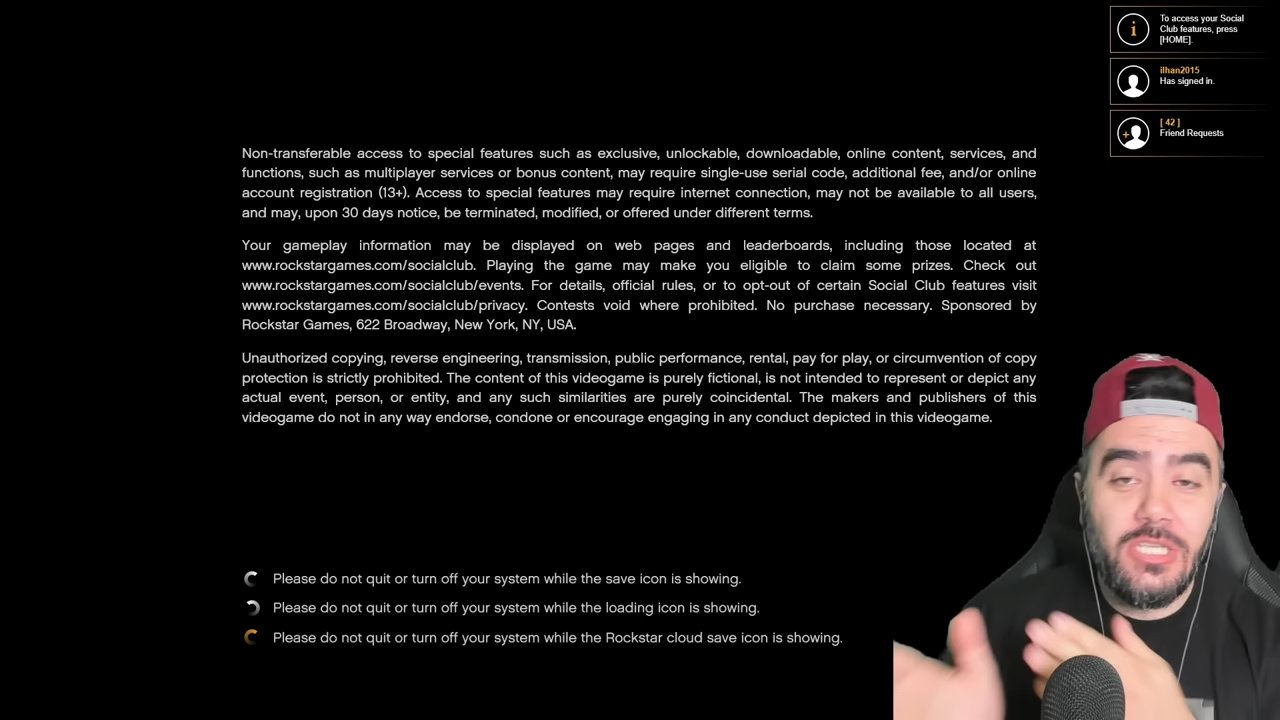 To access your Social
Club features, press
[HOME].
ilhan2015
Has signed in.
[ 42 ]
Friend Requests
Non-transferable access to special features such as exclusive, unlockable, downloadable, online content, services, and
functions, such as multiplayer services or bonus content, may require single-use serial code, additional fee, and/or online
account registration (13+). Access to special features may require internet connection, may not be available to all users,
and may, upon 30 days notice, be terminated, modified, or offered under different terms.
Your gameplay information may be displayed on web pages and leaderboards, including those located at
www.rockstargames.com/socialclub. Playing the game may make you eligible to claim some prizes. Check out
www.rockstargames.com/socialclub/events. For details, official rules, or to opt-out of certain Social Club features visit
www.rockstargames.com/socialclub/privacy. Contests void where prohibited. No purchase necessary. Sponsored by
Rockstar Games, 622 Broadway, New York, NY, USA.
Unauthorized copying, reverse engineering, transmission, public performance, rental, pay for play, or circumvention of copy
protection is strictly prohibited. The content of this videogame is purely fictional, is not intended to represent or depict any
actual event, person, or entity, and any such similarities are purely coincidental. The makers and publishers of this
videogame do not in any way endorse, condone or encourage engaging in any conduct depicted in this videogame.
Please do not quit or turn off your system while the save icon is showing.
Please do not quit or turn off your system while the loading icon is showing.
Please do not quit or turn off your system while the Rockstar cloud save icon is showing.